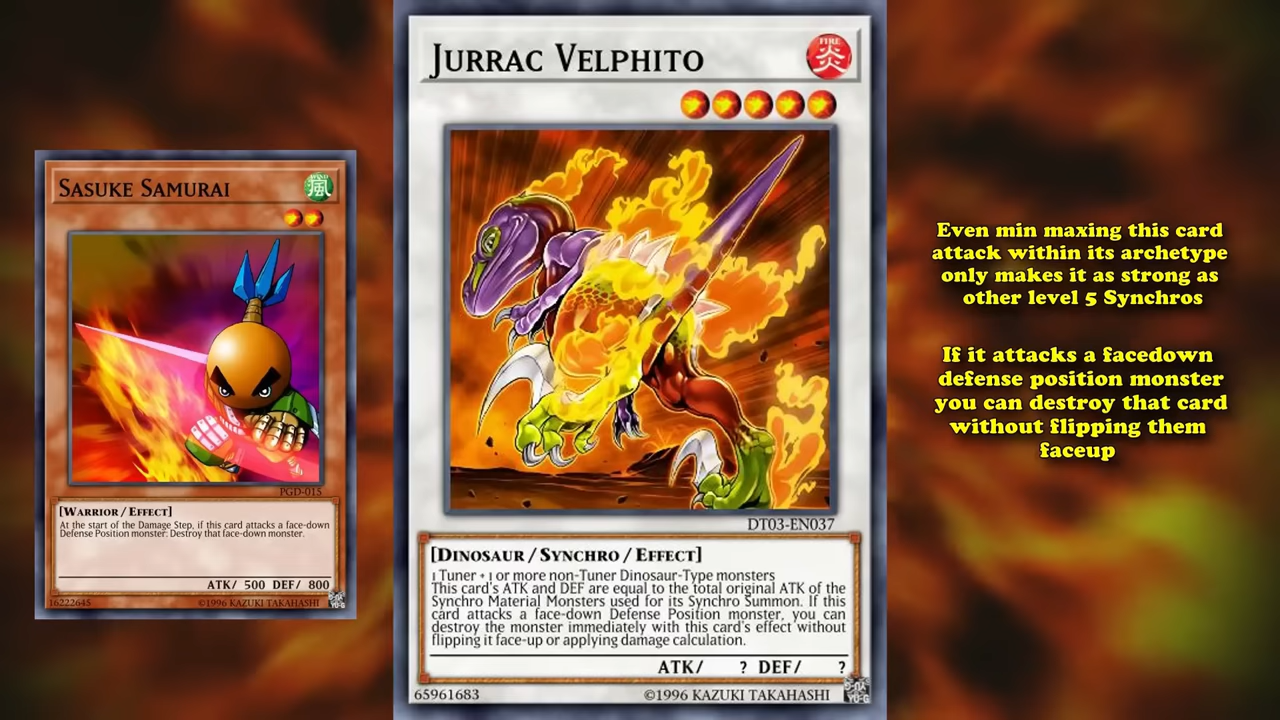 SASUKE SAMURAI
WIND
風
PGD-015
[WARRIOR / EFFECT]
At the start of the Damage Step, if this card attacks a face-down
Defense Position monster: Destroy that face-down monster.
ATK/ 500 DEF/ 800
16222645
©1996 KAZUKI TAKAHASHI
JURRAC VELPHITO
FIRE
炎
DT03-EN037
[DINOSAUR / SYNCHRO / EFFECT]
1 Tuner + 1 or more non-Tuner Dinosaur-Type monsters
This card's ATK and DEF are equal to the total original ATK of the
Synchro Material Monsters used for its Synchro Summon. If this
card attacks a face-down Defense Position monster, you can
destroy the monster immediately with this card's effect without
flipping it face-up or applying damage calculation.
ATK/ ? DEF/ ?
65961683
©1996 KAZUKI TAKAHASHI
Even min maxing this card
attack within its archetype
only makes it as strong as
other level 5 Synchros
If it attacks a facedown
defense position monster
you can destroy that card
without flipping them
faceup